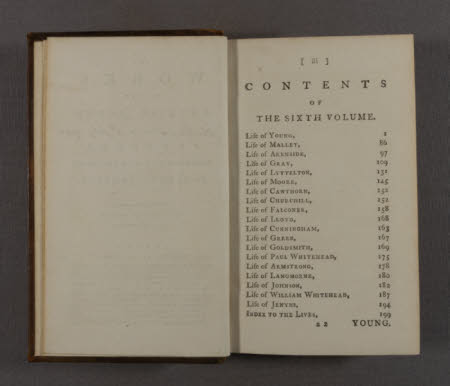 [ iii ]
CONTENTS
OF
THE SIXTH VOLUME.
Life of YOUNG, 1
Life of MALLET, 86
Life of AKENSIDE, 97
Life of GRAY, 109
Life of LYTTELTON, 131
Life of MOORE, 145
Life of CAWTHORN, 152
Life of CHURCHILL, 152
Life of FALCONER, 158
Life of LLOYD, 168
Life of CUNNINGHAM, 163
Life of GREEN, 167
Life of GOLDSMITH, 169
Life of PAUL WHITEHEAD, 175
Life of ARMSTRONG, 178
Life of LANGHORNE, 180
Life of JOHNSON, 182
Life of WILLIAM WHITEHEAD, 187
Life of JENYNS, 194
INDEX TO THE LIVES, 199
a 2 YOUNG.